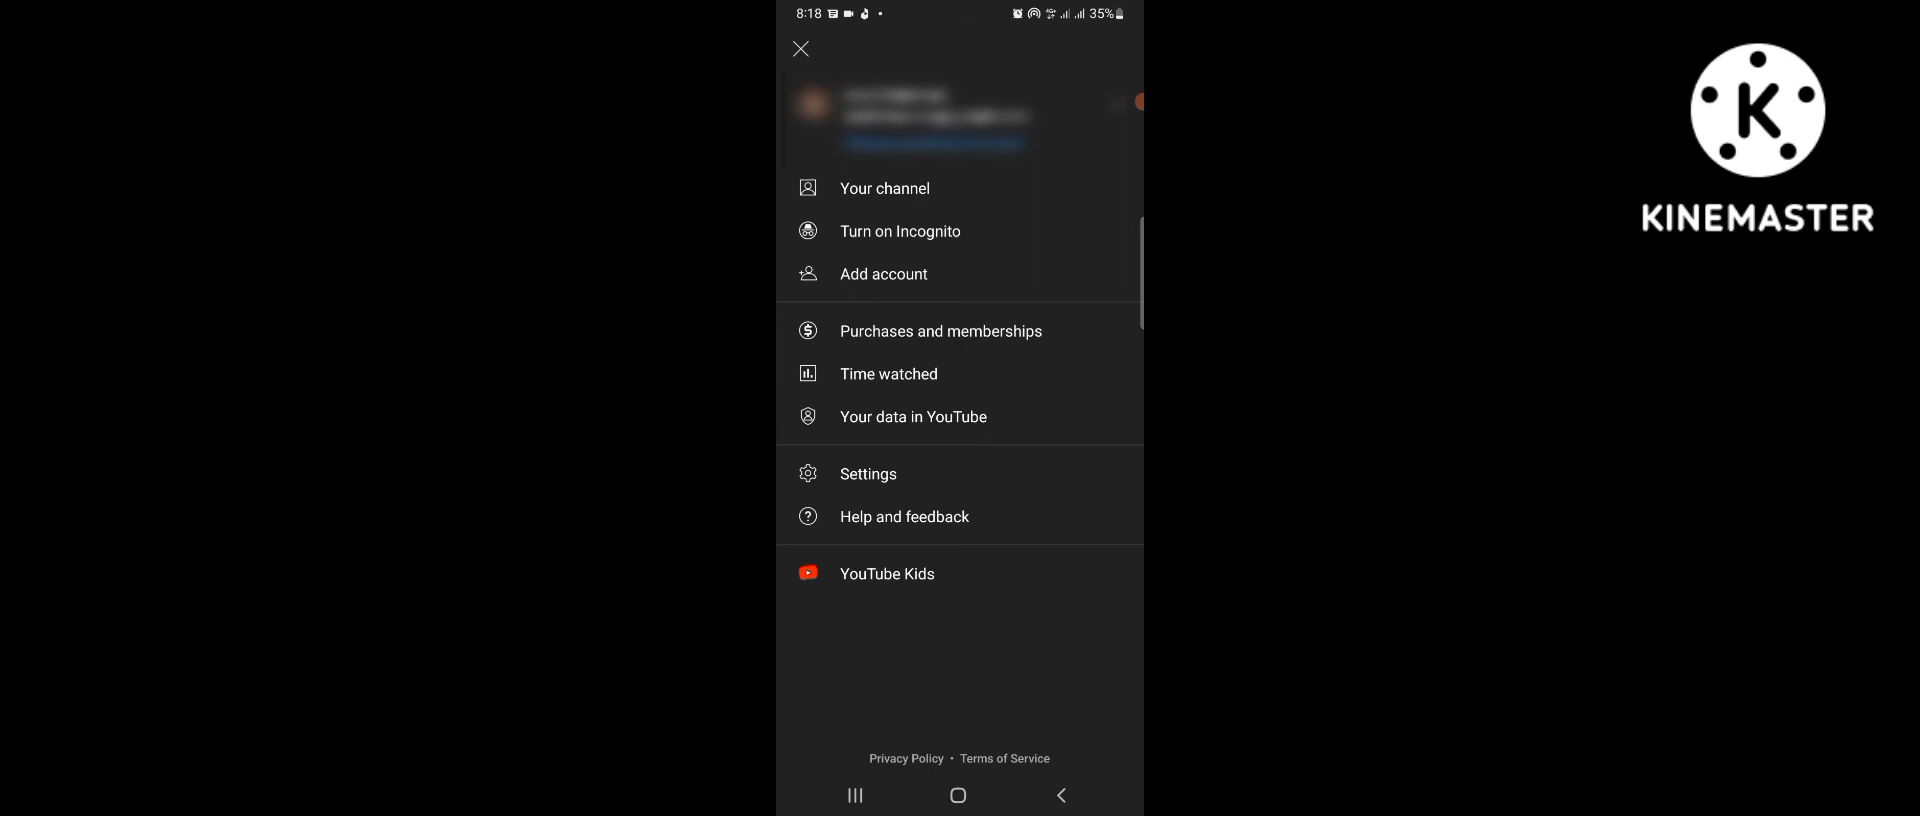 8:18
35%
KINEMASTER
Your channel
Turn on Incognito
Add account
Purchases and memberships
Time watched
Your data in YouTube
Settings
Help and feedback
YouTube Kids
Privacy Policy • Terms of Service